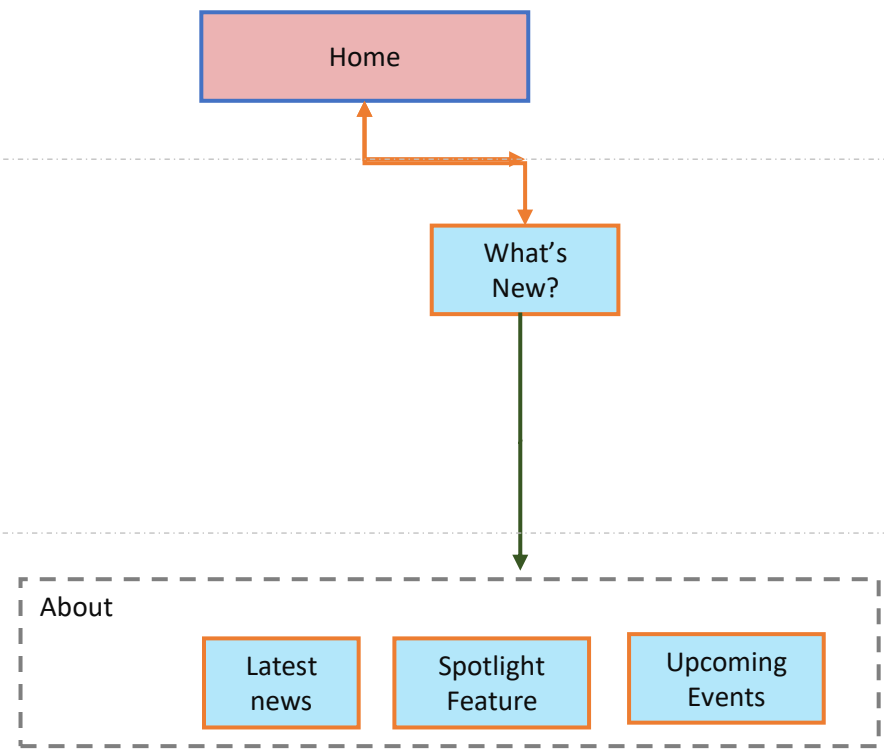 Home
What’s
New?
About
Latest
news
Spotlight
Feature
Upcoming
Events